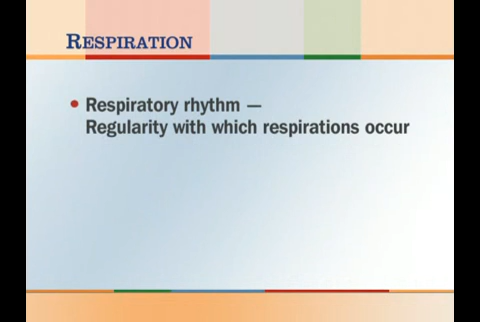 RESPIRATION
• Respiratory rhythm —
Regularity with which respirations occur